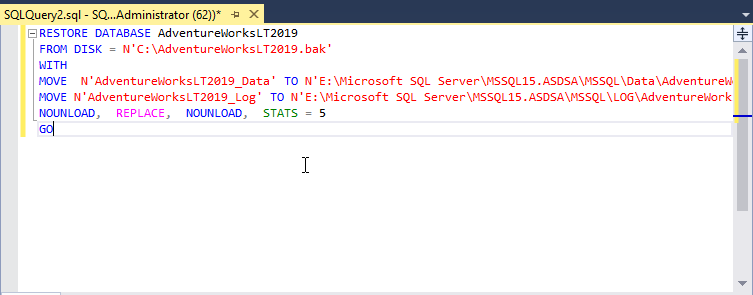 SQLQuery2.sql - SQ...Administrator (62))*
RESTORE DATABASE AdventureWorksLT2019
FROM DISK = N'C:\AdventureWorksLT2019.bak'
WITH
MOVE  N'AdventureWorksLT2019_Data' TO N'E:\Microsoft SQL Server\MSSQL15.ASDSA\MSSQL\Data\AdventureW
MOVE N'AdventureWorksLT2019_Log' TO N'E:\Microsoft SQL Server\MSSQL15.ASDSA\MSSQL\LOG\AdventureWork
NOUNLOAD,  REPLACE,  NOUNLOAD,  STATS = 5
GO